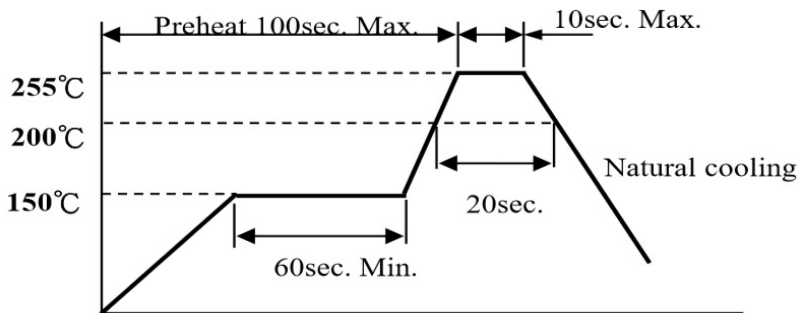 Preheat 100sec. Max.
10sec. Max.
255℃
200℃
Natural cooling
150℃
20sec.
60sec. Min.